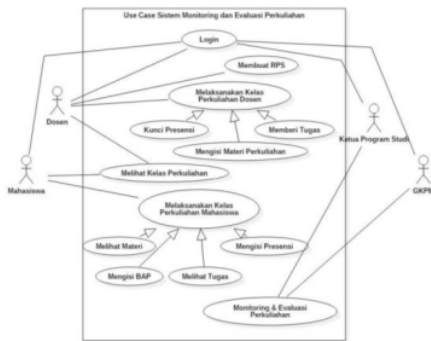 Use Case Sistem Monitoring dan Evaluasi Perkuliahan
Login
Membuat RPS
Dosen
Melaksanakan Kelas
Perkuliahan Dosen
Kunci Presensi
Memberi Tugas
Ketua Program Studi
Mengisi Materi Perkuliahan
Mahasiswa
Melihat Kelas Perkuliahan
GKPM
Melaksanakan Kelas
Perkuliahan Mahasiswa
Melihat Materi
Mengisi Presensi
Mengisi BAP
Melihat Tugas
Monitoring & Evaluasi
Perkuliahan